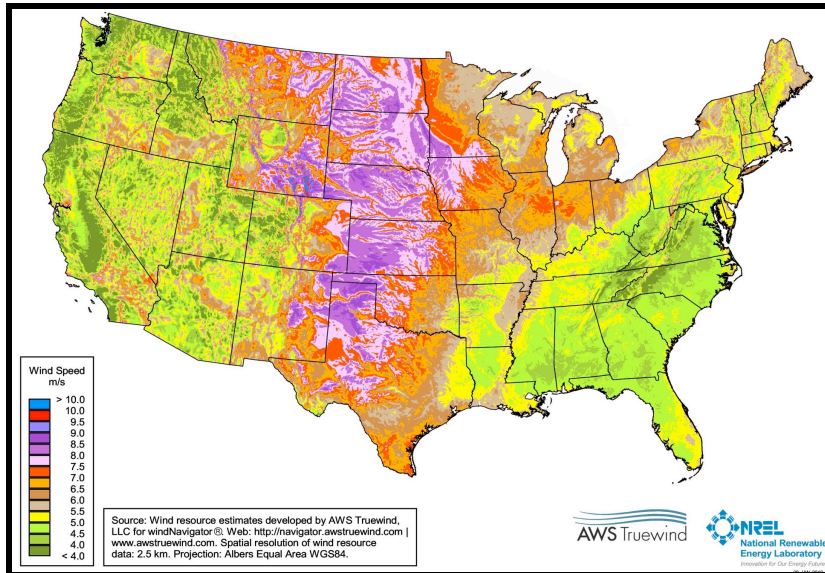 Wind Speed
m/s
> 10.0
10.0
9.5
9.0
8.5
8.0
7.5
7.0
6.5
6.0
5.5
5.0
4.5
4.0
< 4.0
Source: Wind resource estimates developed by AWS Truewind,
LLC for windNavigator®. Web: http://navigator.awstruewind.com |
www.awstruewind.com. Spatial resolution of wind resource
data: 2.5 km. Projection: Albers Equal Area WGS84.
AWS Truewind
NREL
National Renewable
Energy Laboratory
Innovation for Our Energy Future